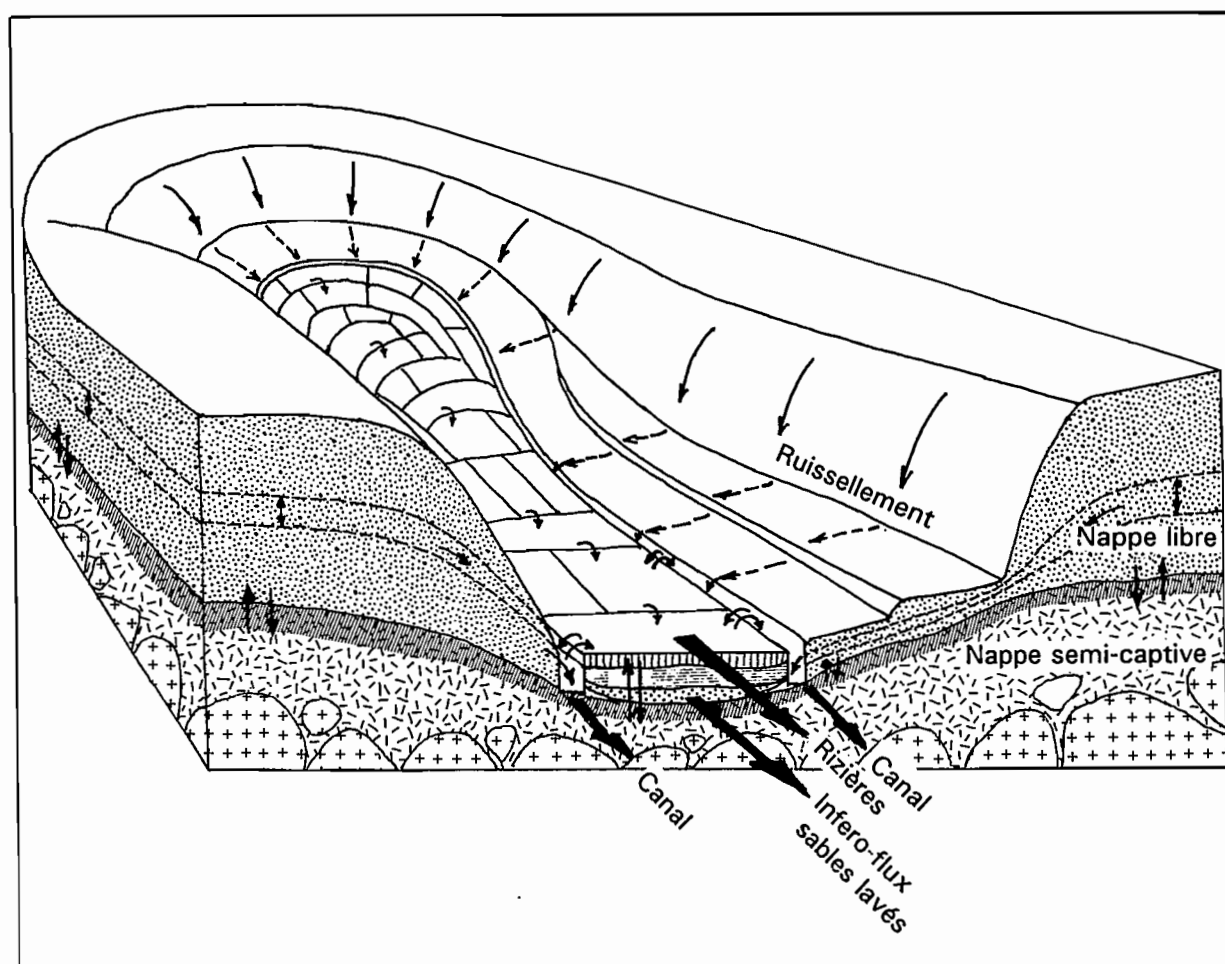 Ruissellement
Nappe libre
Nappe semi-captive
Canal
Rizières
Canal
Infero-flux
sables lavés